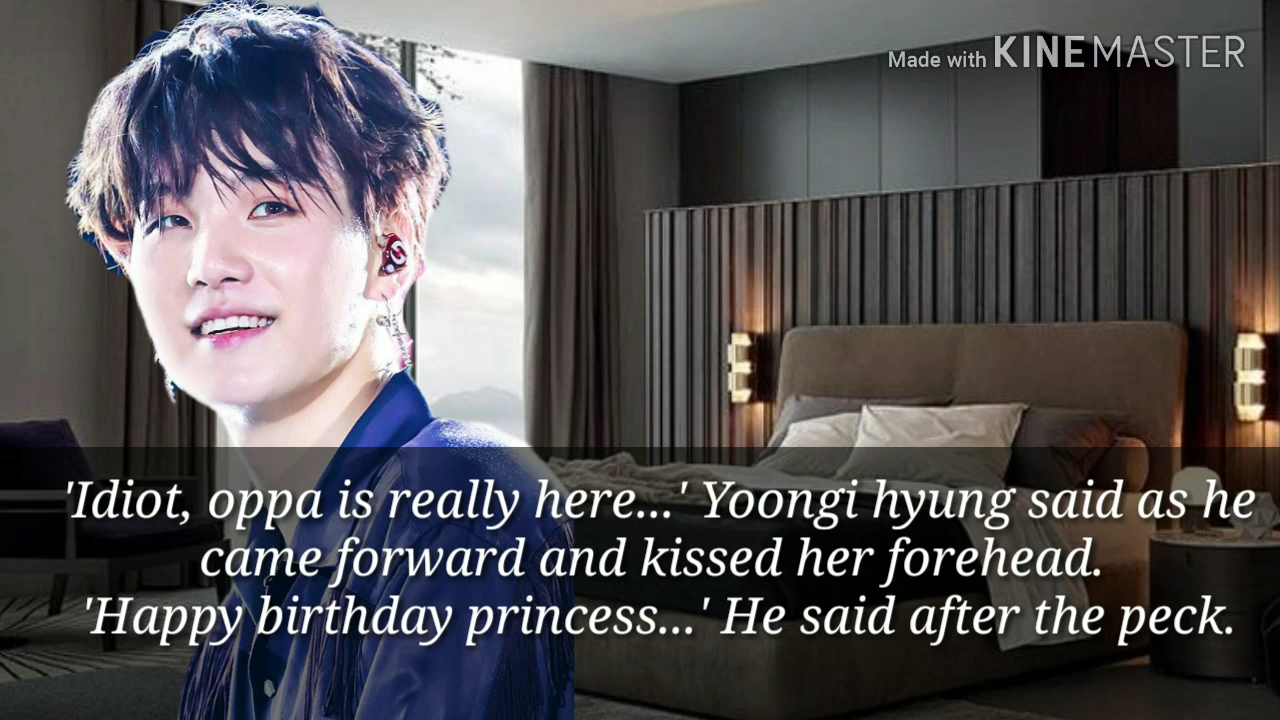 Made with KINEMASTER
'Idiot, oppa is really here...' Yoongi hyung said as he
came forward and kissed her forehead.
'Happy birthday princess...' He said after the peck.